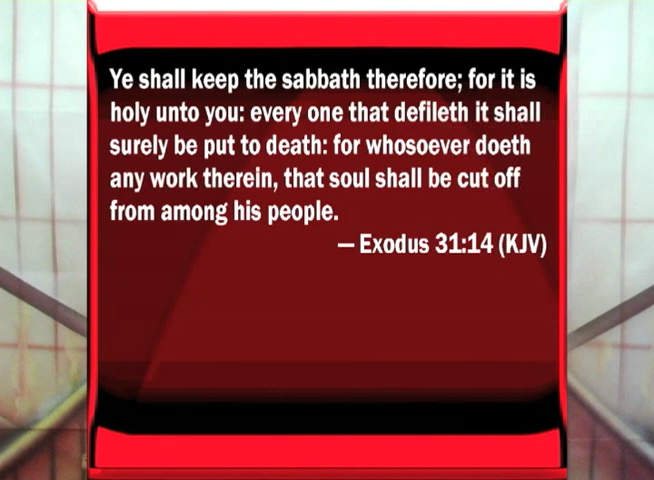 Ye shall keep the sabbath therefore; for it is
holy unto you: every one that defileth it shall
surely be put to death: for whosoever doeth
any work therein, that soul shall be cut off
from among his people.
— Exodus 31:14 (KJV)